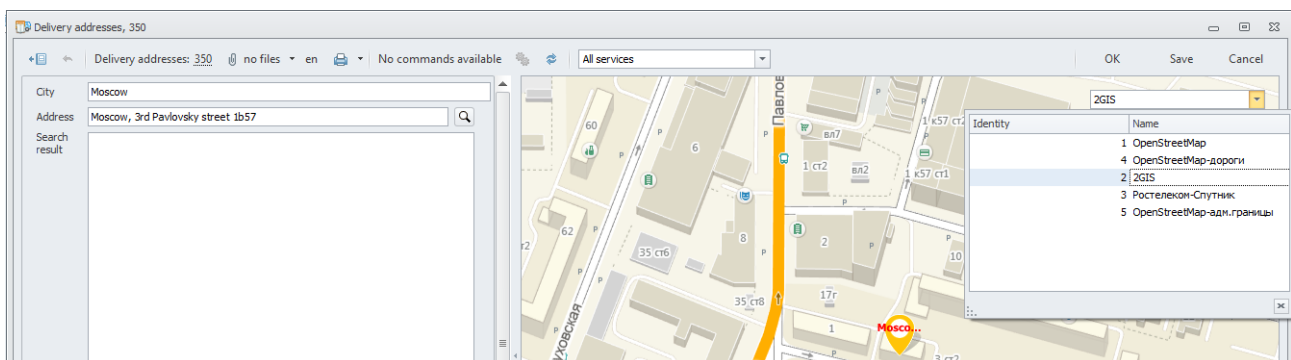 Delivery addresses, 350
Delivery addresses: 350 no files en No commands available All services OK Save Cancel
City Moscow
Address Moscow, 3rd Pavlovsky street 1b57
Search
result
2GIS
Identity Name
1 OpenStreetMap
4 OpenStreetMap-дороги
2 2GIS
3 Ростелеком-Спутник
5 OpenStreetMap-адм.границы
Павлов
60
6
P
P
P
вл7
1 к57 ст2
1 ст2
вл2
1 к57 ст1
P
62
35 ст6
8
P
2
P
P
10
35 ст8
17г
P
P
уховская
1
Mosco...
3 ст2